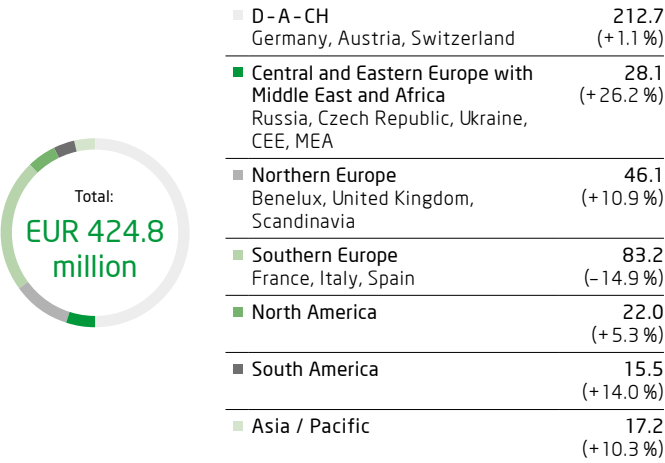 Total:
EUR 424.8
million
D-A-CH 212.7
Germany, Austria, Switzerland (+1.1 %)
Central and Eastern Europe with 28.1
Middle East and Africa (+26.2 %)
Russia, Czech Republic, Ukraine,
CEE, MEA
Northern Europe 46.1
Benelux, United Kingdom, (+10.9 %)
Scandinavia
Southern Europe 83.2
France, Italy, Spain (–14.9 %)
North America 22.0
(+5.3 %)
South America 15.5
(+14.0 %)
Asia / Pacific 17.2
(+10.3 %)